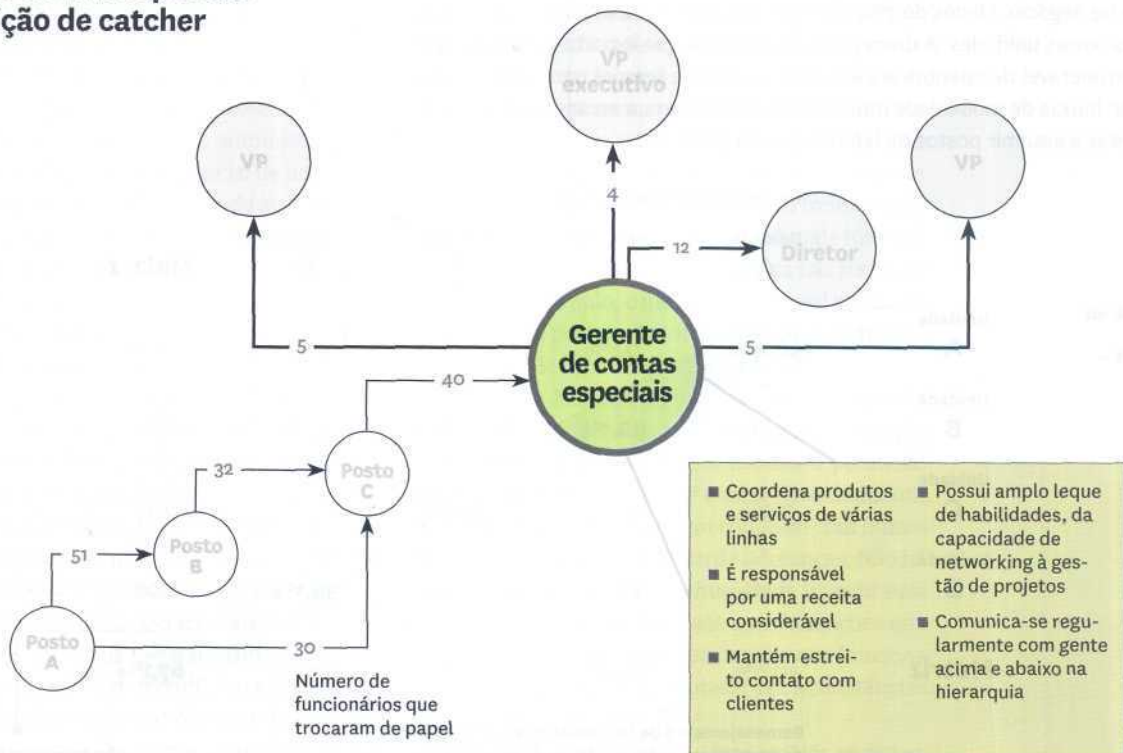 ção de catcher
VP
executivo
VP
VP
4
12
Diretor
Gerente
de contas
especiais
5
5
40
Posto
C
32
Posto
B
51
Posto
A
30
Número de
funcionários que
trocaram de papel
■ Coordena produtos
e serviços de várias
linhas
■ É responsável
por uma receita
considerável
■ Mantém estrei-
to contato com
clientes
■ Possui amplo leque
de habilidades, da
capacidade de
networking à ges-
tão de projetos
■ Comunica-se regu-
larmente com gente
acima e abaixo na
hierarquia